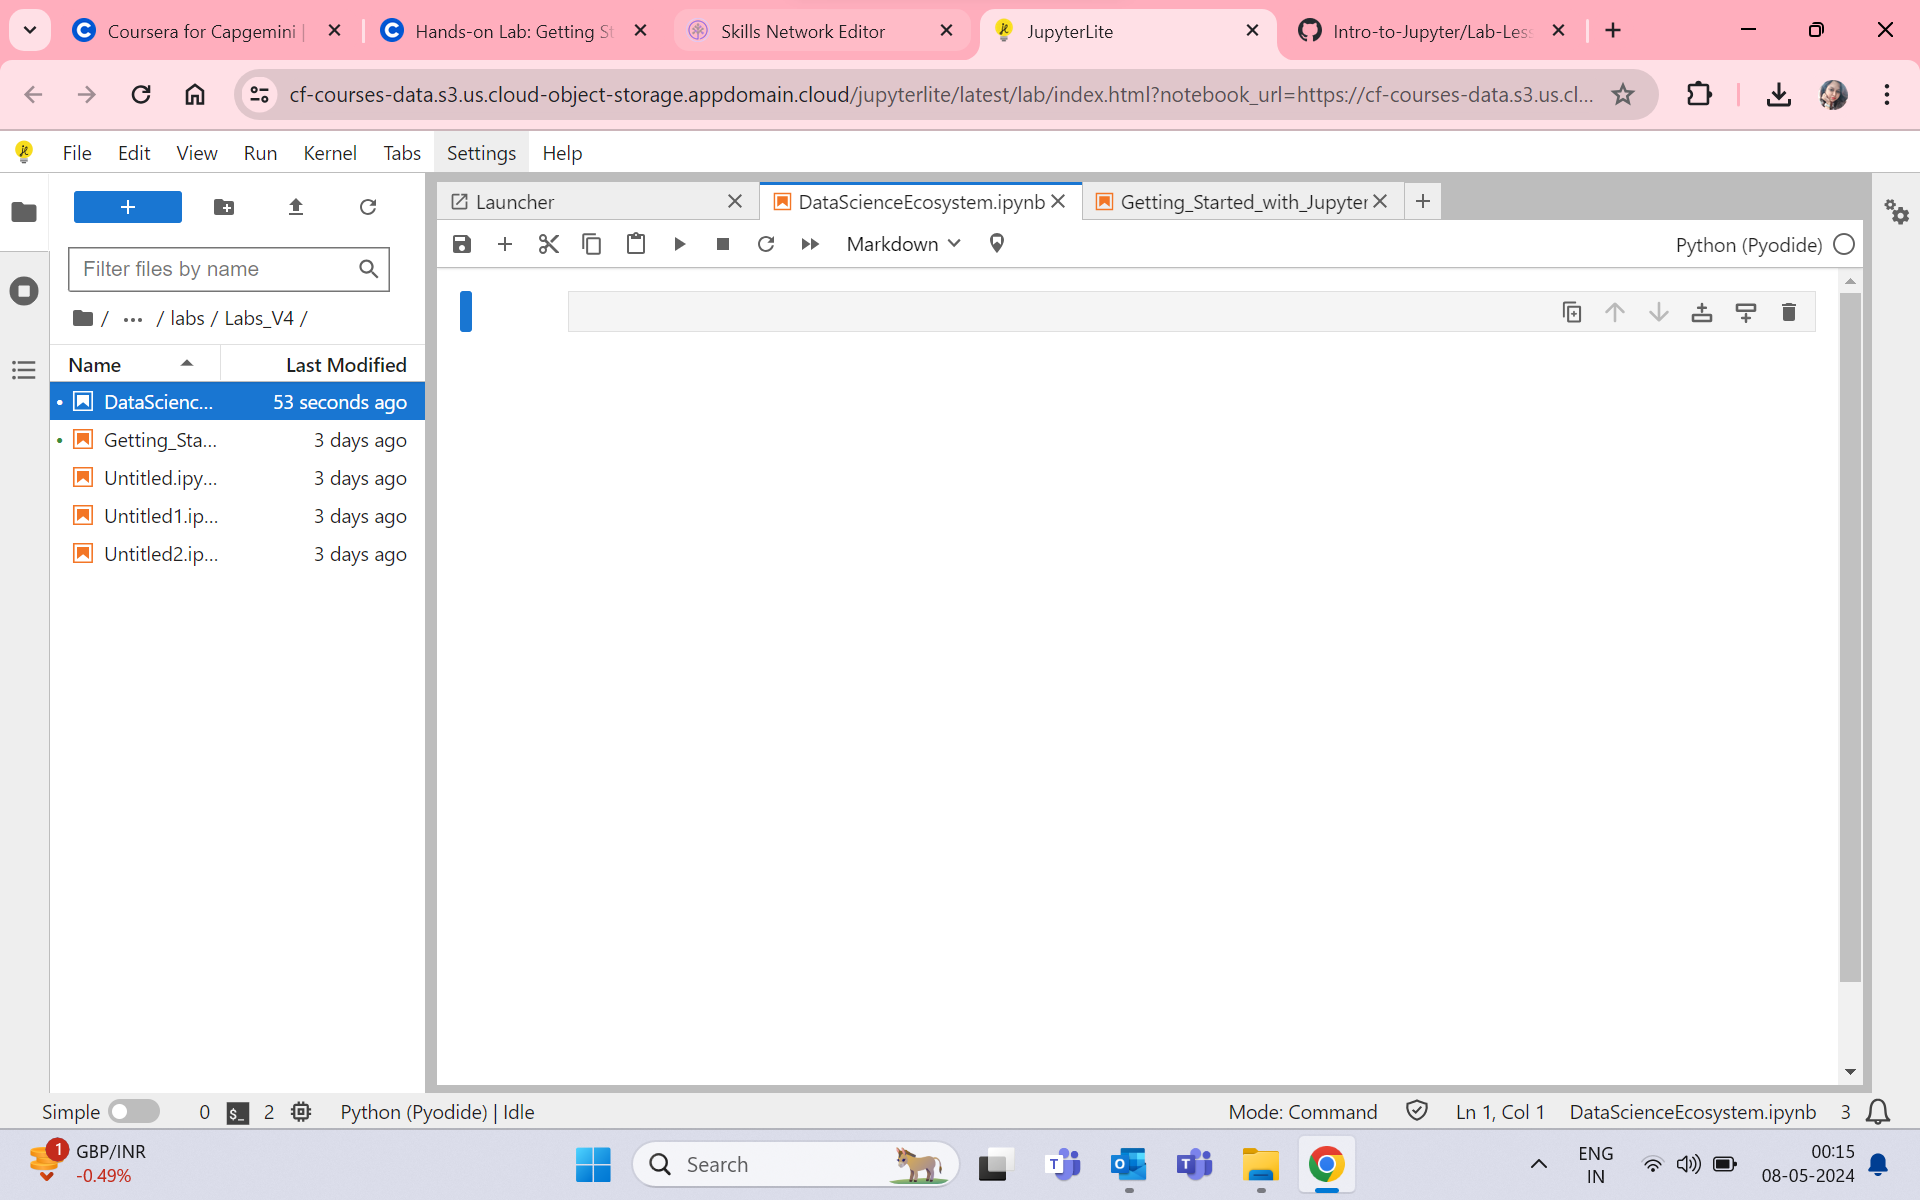 Coursera for Capgemini |
Hands-on Lab: Getting St
Skills Network Editor
JupyterLite
Intro-to-Jupyter/Lab-Less
cf-courses-data.s3.us.cloud-object-storage.appdomain.cloud/jupyterlite/latest/lab/index.html?notebook_url=https://cf-courses-data.s3.us.cl...
File Edit View Run Kernel Tabs Settings Help
Launcher
DataScienceEcosystem.ipynb
Getting_Started_with_Jupyter
Markdown
Python (Pyodide)
Filter files by name
/ ··· / labs / Labs_V4 /
Name Last Modified
DataScienc... 53 seconds ago
Getting_Sta... 3 days ago
Untitled.ipy... 3 days ago
Untitled1.ip... 3 days ago
Untitled2.ip... 3 days ago
Simple 0 $_ 2 Python (Pyodide) | Idle
Mode: Command Ln 1, Col 1 DataScienceEcosystem.ipynb 3
1 GBP/INR
-0.49%
Search
ENG
IN
00:15
08-05-2024